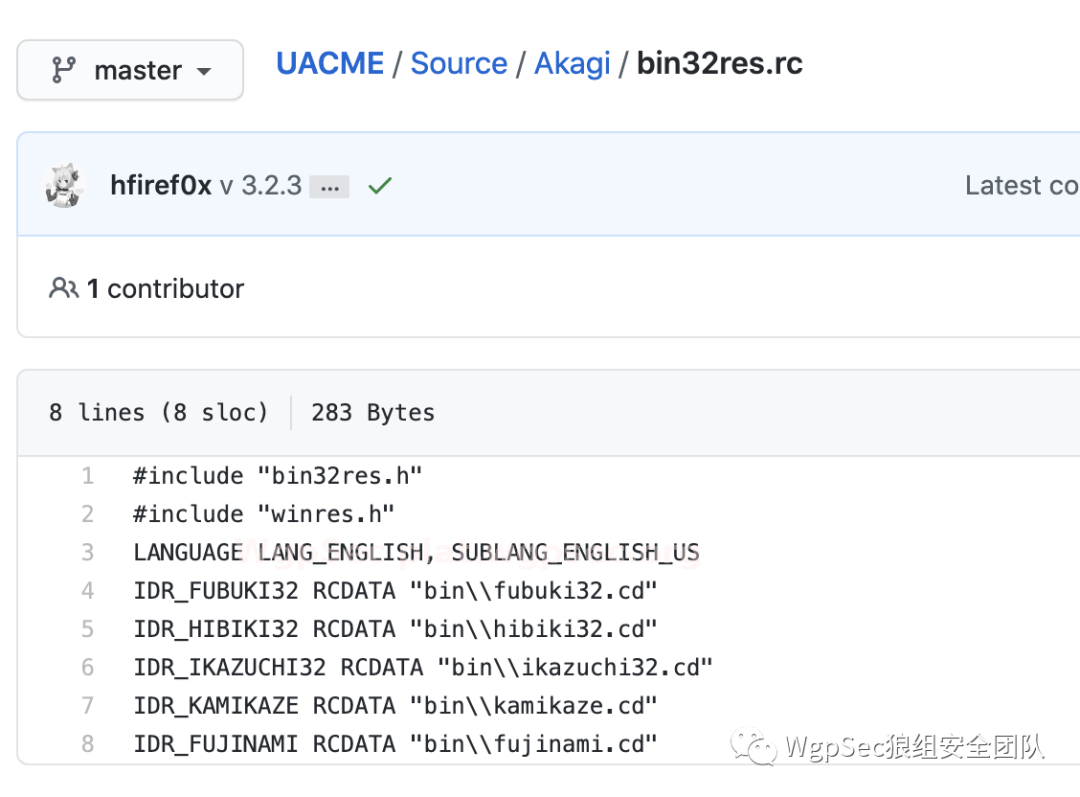 master
UACME / Source / Akagi / bin32res.rc
hfiref0x v 3.2.3 ...
Latest co
1 contributor
8 lines (8 sloc) 283 Bytes
1 #include "bin32res.h"
2 #include "winres.h"
3 LANGUAGE LANG_ENGLISH, SUBLANG_ENGLISH_US
4 IDR_FUBUKI32 RCDATA "bin\\fubuki32.cd"
5 IDR_HIBIKI32 RCDATA "bin\\hibiki32.cd"
6 IDR_IKAZUCHI32 RCDATA "bin\\ikazuchi32.cd"
7 IDR_KAMIKAZE RCDATA "bin\\kamikaze.cd"
8 IDR_FUJINAMI RCDATA "bin\\fujinami.cd"
WgpSec狼组安全团队